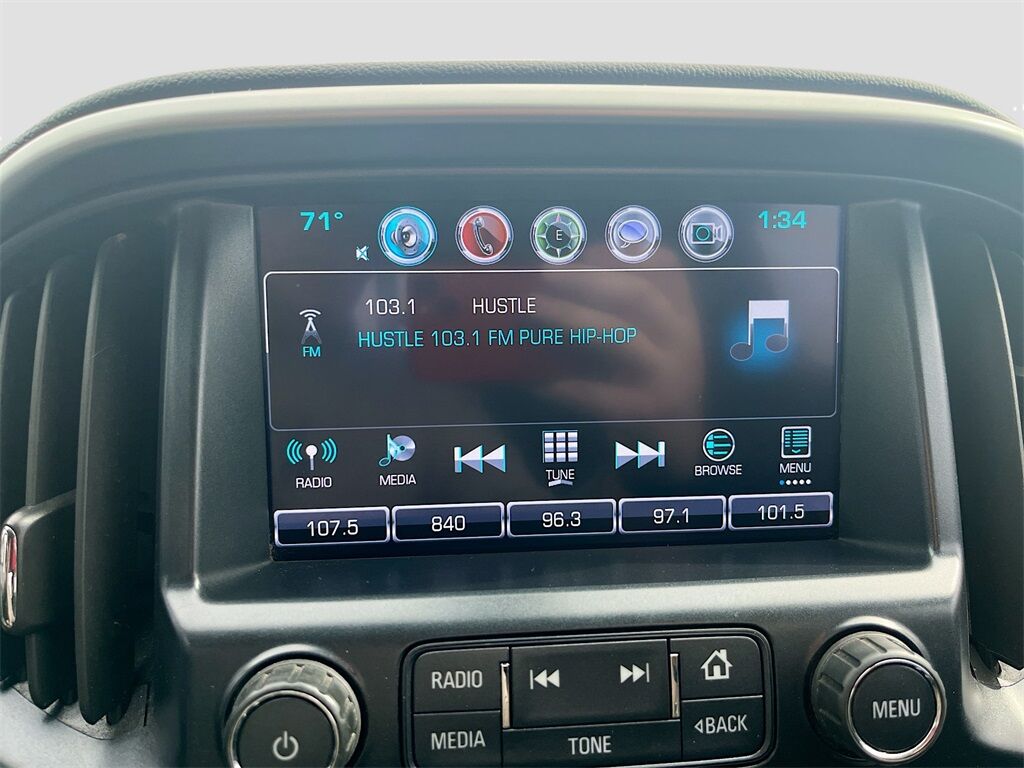 71° E 1:34
103.1 HUSTLE
HUSTLE 103.1 FM PURE HIP-HOP
FM
RADIO MEDIA TUNE BROWSE MENU
107.5 840 96.3 97.1 101.5
RADIO
MEDIA TONE ◁BACK MENU